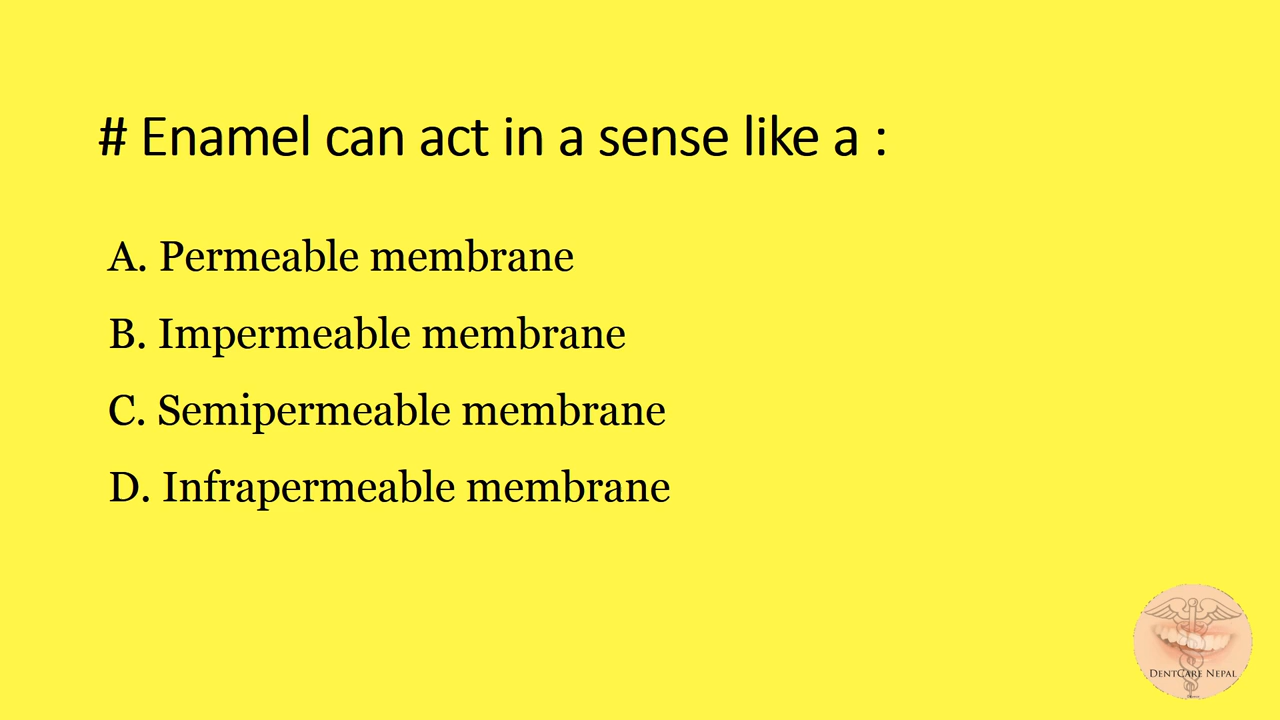 # Enamel can act in a sense like a :
A. Permeable membrane
B. Impermeable membrane
C. Semipermeable membrane
D. Infrapermeable membrane
DENTCARE NEPAL